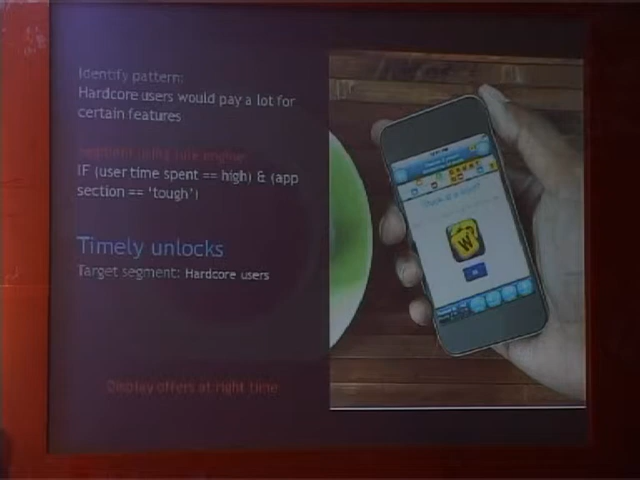 Identify pattern:
Hardcore users would pay a lot for
certain features
Segment using rule engine
IF (user time spent == high) & (app
section == 'tough')
Timely unlocks
Target segment: Hardcore users
Display offers at right time
W